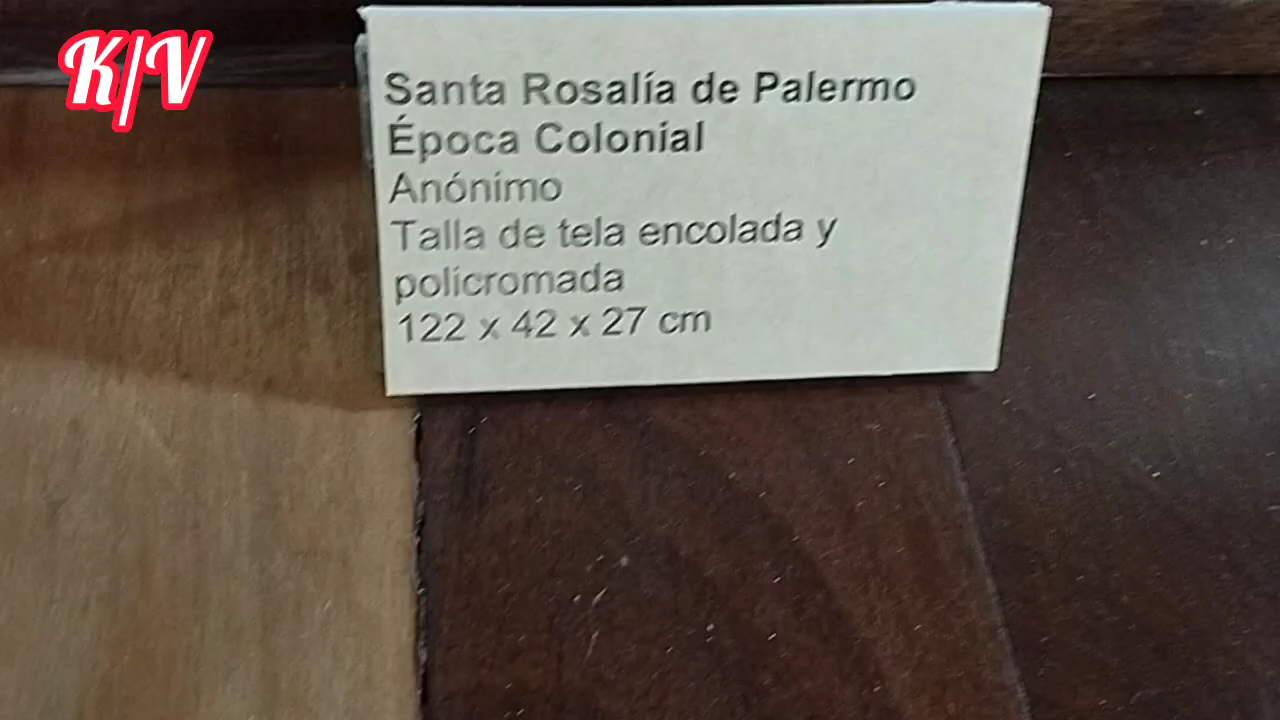 K/V
Santa Rosalía de Palermo
Época Colonial
Anónimo
Talla de tela encolada y
policromada
122 x 42 x 27 cm